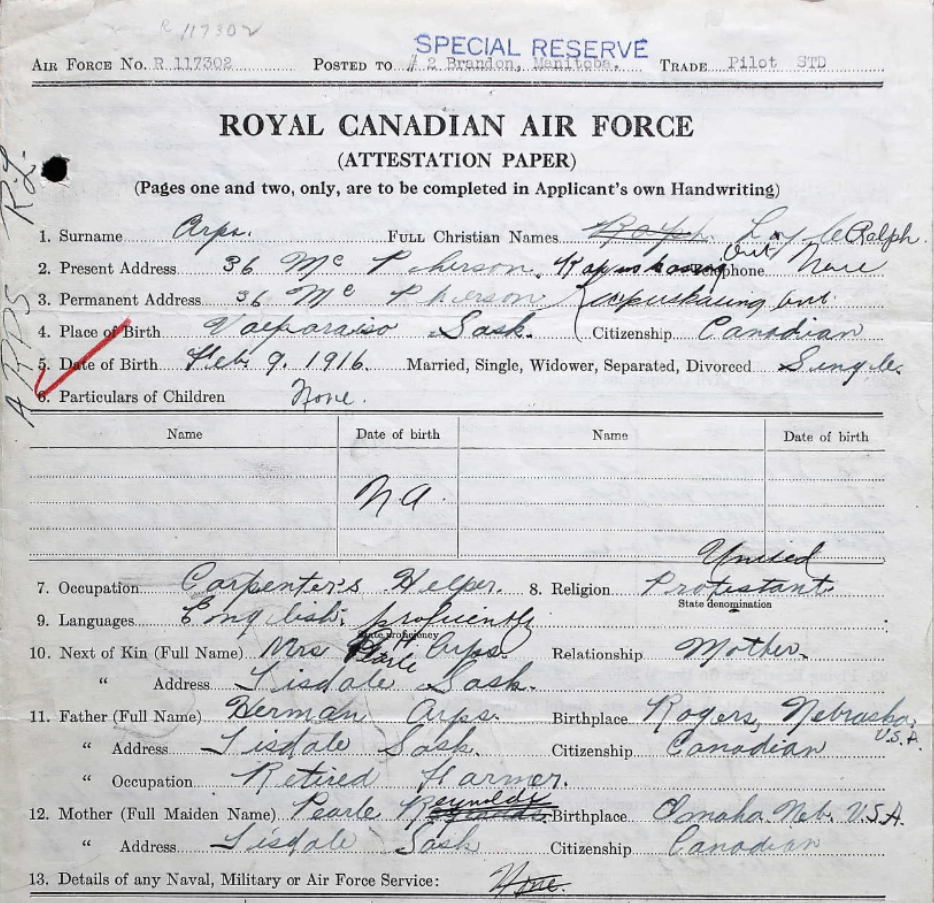 R 117302
SPECIAL RESERVE
AIR FORCE No. R 117302 POSTED TO # 2 Brandon, Manitoba. TRADE Pilot STD
ROYAL CANADIAN AIR FORCE
(ATTESTATION PAPER)
(Pages one and two, only, are to be completed in Applicant's own Handwriting)
R.L.
ARPS
1. Surname Arps. FULL CHRISTIAN NAMES Ralph. Ralph.
2. Present Address 36 Mc Pherson, Kapuskasing Ont Telephone None
3. Permanent Address 36 Mc Pherson Kapuskasing Ont
4. Place of Birth Valparaiso Sask. Citizenship Canadian
5. Date of Birth Feb. 9. 1916. Married, Single, Widower, Separated, Divorced Single.
6. Particulars of Children None.
Name Date of birth Name Date of birth
N A
United
7. Occupation Carpenter's Helper. 8. Religion Protestant.
State denomination
9. Languages English; proficiently
State proficiency
10. Next of Kin (Full Name) Mrs Pearle Arps. Relationship Mother.
" Address Tisdale Sask.
11. Father (Full Name) Herman Arps. Birthplace Rogers, Nebraska, U.S.A.
" Address Tisdale Sask. Citizenship Canadian
" Occupation Retired Farmer.
12. Mother (Full Maiden Name) Pearle Reynolds Birthplace Omaha Neb. U.S.A.
" Address Tisdale Sask Citizenship Canadian
13. Details of any Naval, Military or Air Force Service: None.